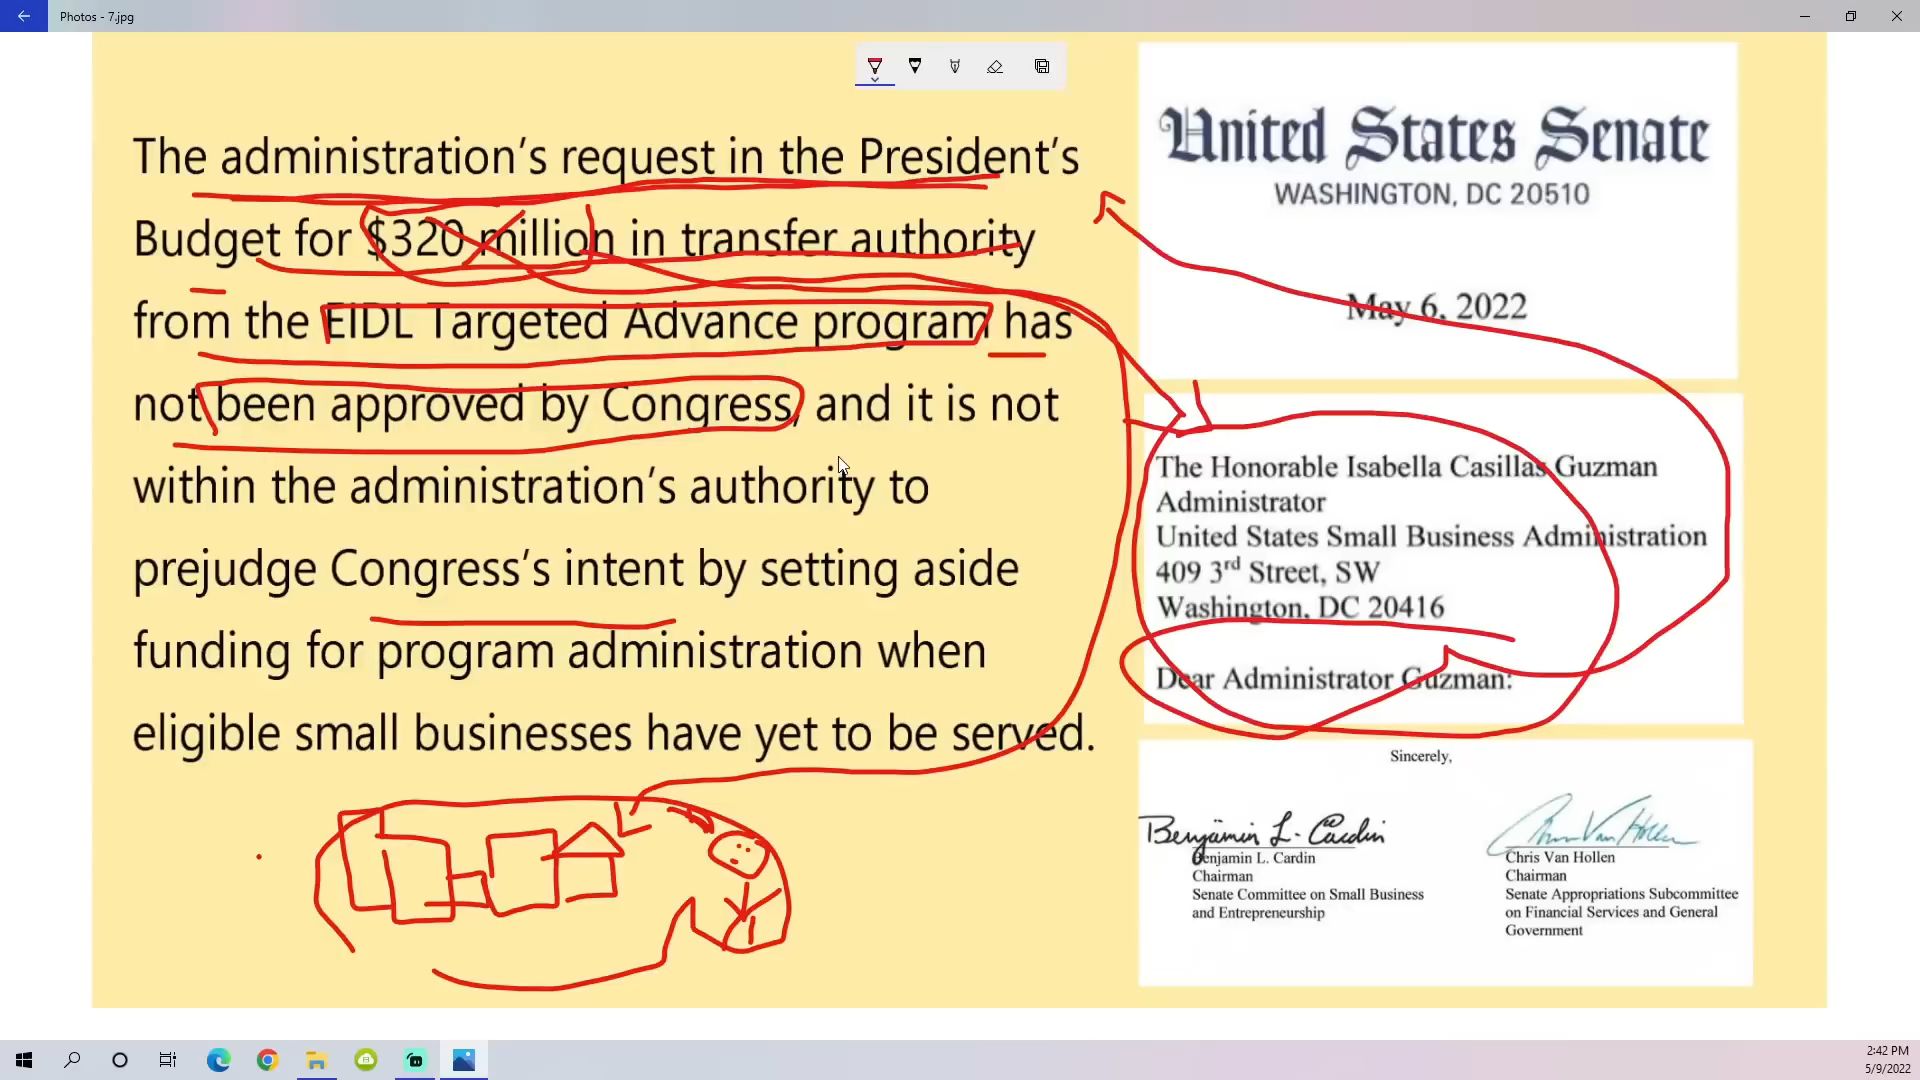 Photos - 7.jpg
The administration's request in the President's
Budget for $320 million in transfer authority
from the EIDL Targeted Advance program has
not been approved by Congress, and it is not
within the administration's authority to
prejudge Congress's intent by setting aside
funding for program administration when
eligible small businesses have yet to be served.
United States Senate
WASHINGTON, DC 20510
May 6, 2022
The Honorable Isabella Casillas Guzman
Administrator
United States Small Business Administration
409 3rd Street, SW
Washington, DC 20416
Dear Administrator Guzman:
Sincerely,
Benjamin L. Cardin
Benjamin L. Cardin
Chairman
Senate Committee on Small Business
and Entrepreneurship
Chris Van Hollen
Chris Van Hollen
Chairman
Senate Appropriations Subcommittee
on Financial Services and General
Government
2:42 PM
5/9/2022